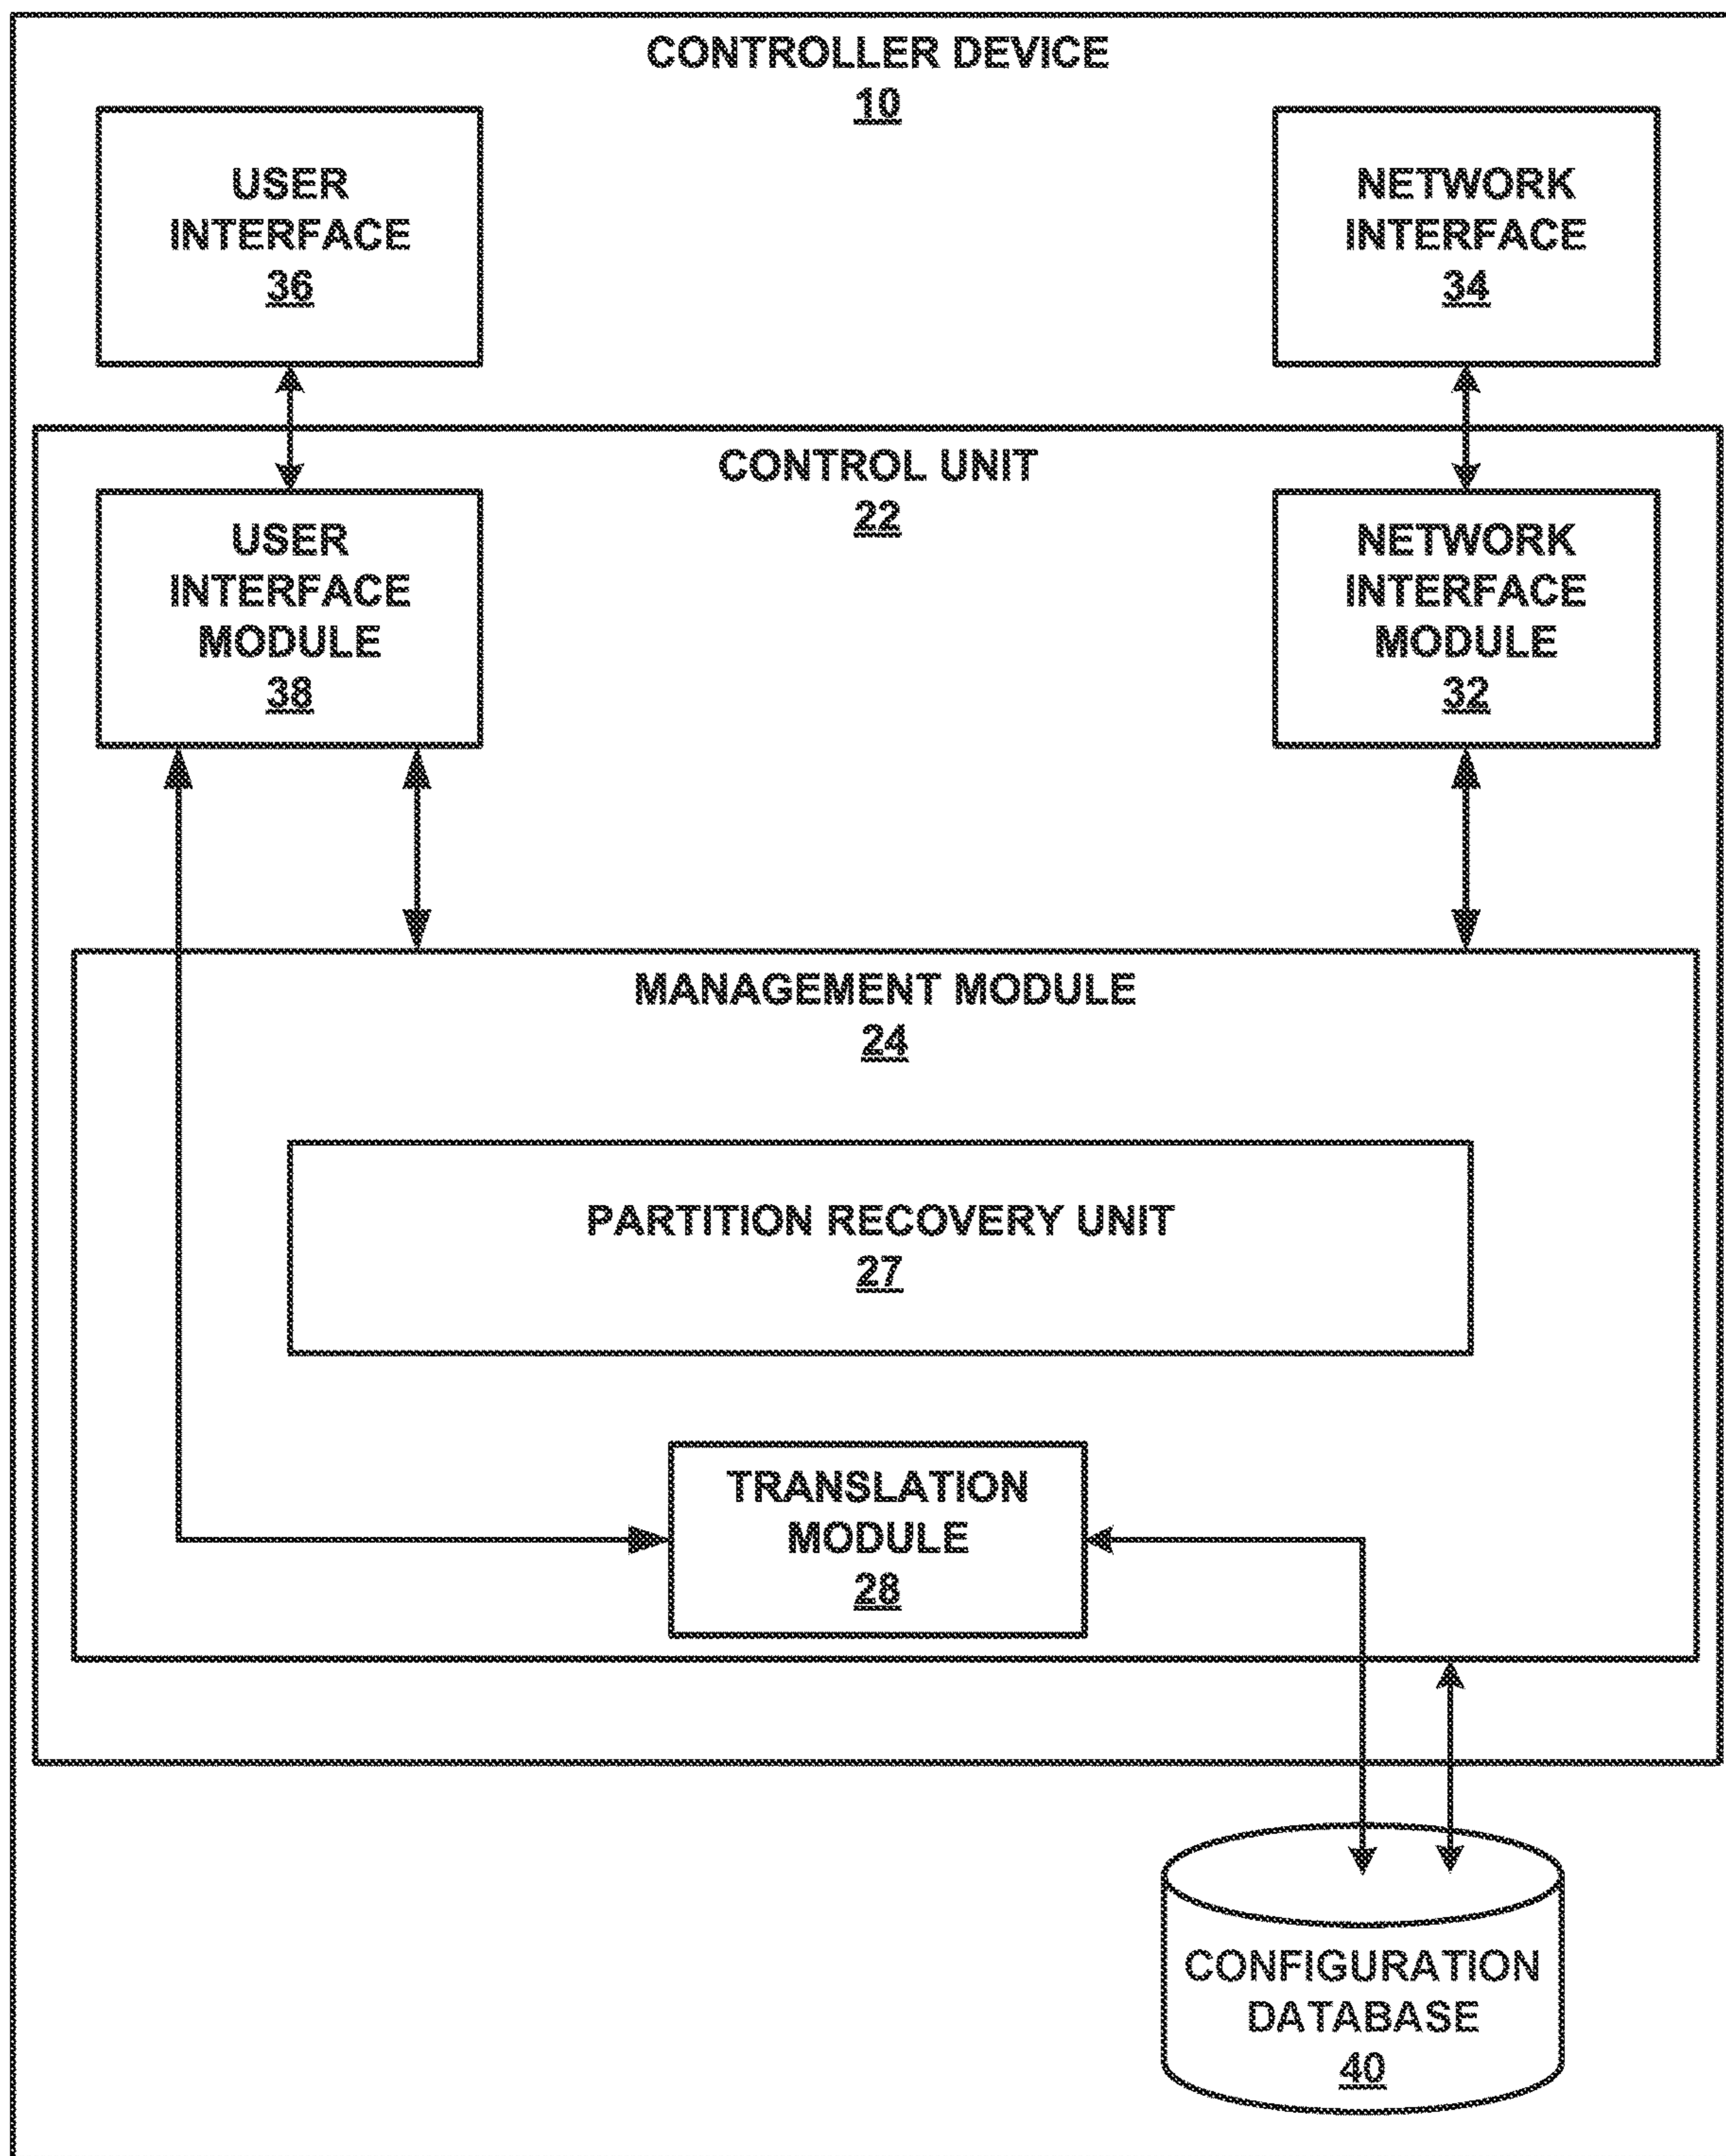 CONTROLLER DEVICE
10
USER
INTERFACE
36
NETWORK
INTERFACE
34
CONTROL UNIT
22
USER
INTERFACE
MODULE
38
NETWORK
INTERFACE
MODULE
32
MANAGEMENT MODULE
24
PARTITION RECOVERY UNIT
27
TRANSLATION
MODULE
28
CONFIGURATION
DATABASE
40